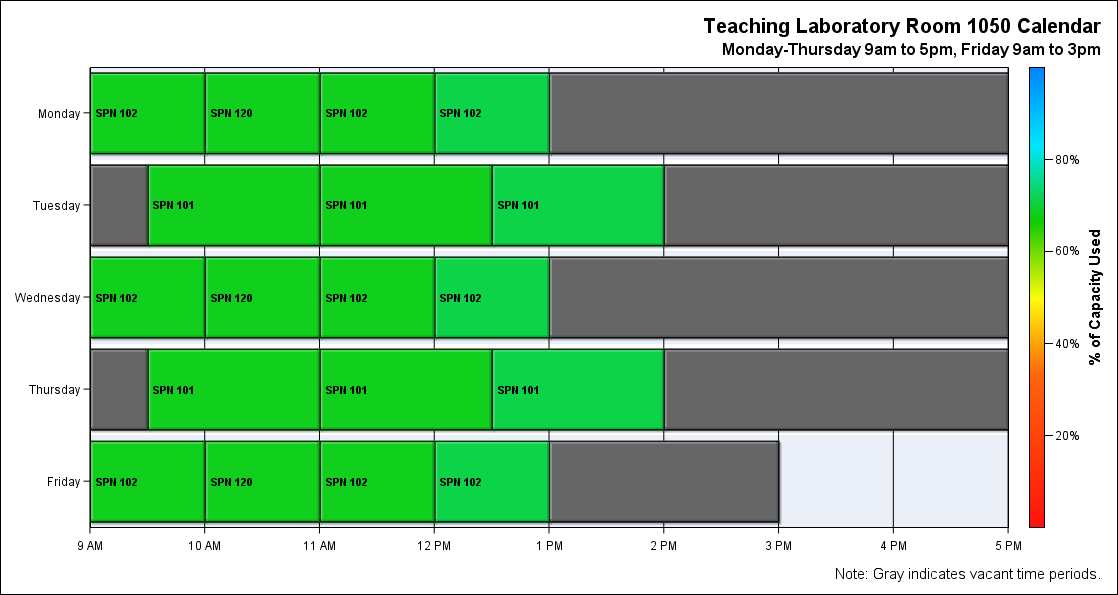 Teaching Laboratory Room 1050 Calendar
Monday-Thursday 9am to 5pm, Friday 9am to 3pm
Monday
SPN 102
SPN 120
SPN 102
SPN 102
Tuesday
SPN 101
SPN 101
SPN 101
Wednesday
SPN 102
SPN 120
SPN 102
SPN 102
Thursday
SPN 101
SPN 101
SPN 101
Friday
SPN 102
SPN 120
SPN 102
SPN 102
9 AM 10 AM 11 AM 12 PM 1 PM 2 PM 3 PM 4 PM 5 PM
80%
60%
40%
20%
% of Capacity Used
Note: Gray indicates vacant time periods.